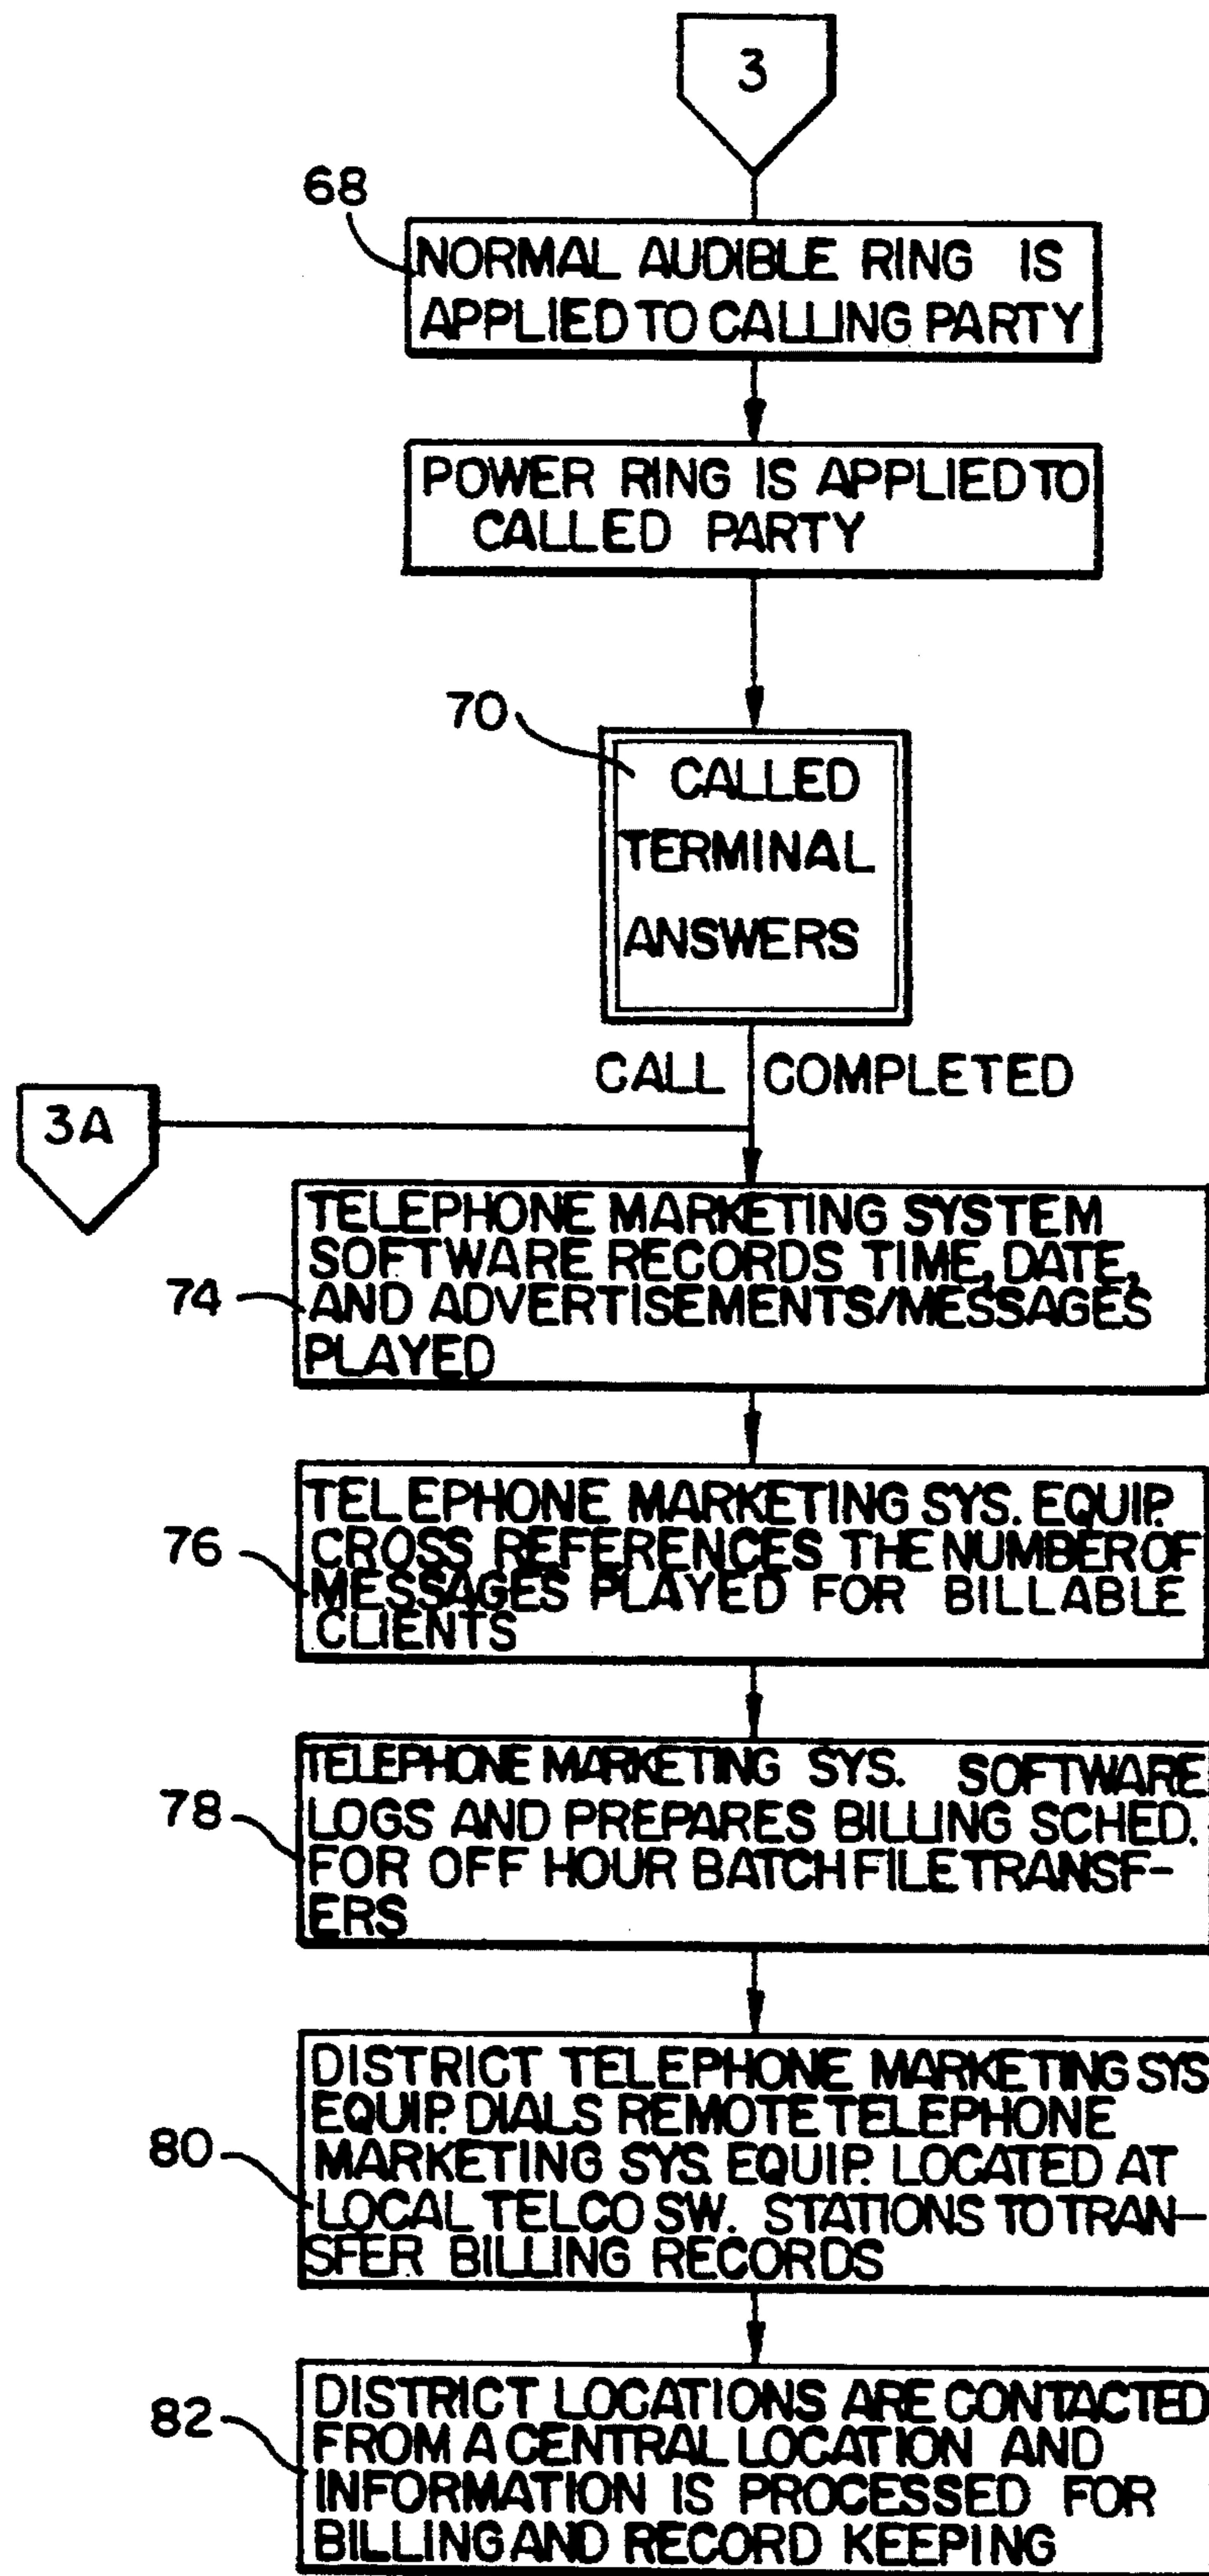 3
68
NORMAL AUDIBLE RING IS
APPLIED TO CALLING PARTY
POWER RING IS APPLIED TO
CALLED PARTY
70
CALLED
TERMINAL
ANSWERS
CALL COMPLETED
3A
74
TELEPHONE MARKETING SYSTEM
SOFTWARE RECORDS TIME, DATE,
AND ADVERTISEMENTS/MESSAGES
PLAYED
76
TELEPHONE MARKETING SYS. EQUIP.
CROSS REFERENCES THE NUMBER OF
MESSAGES PLAYED FOR BILLABLE
CLIENTS
78
TELEPHONE MARKETING SYS. SOFTWARE
LOGS AND PREPARES BILLING SCHED.
FOR OFF HOUR BATCH FILE TRANSF-
ERS
80
DISTRICT TELEPHONE MARKETING SYS
EQUIP. DIALS REMOTE TELEPHONE
MARKETING SYS. EQUIP. LOCATED AT
LOCAL TELCO SW. STATIONS TO TRAN-
SFER BILLING RECORDS
82
DISTRICT LOCATIONS ARE CONTACTED
FROM A CENTRAL LOCATION AND
INFORMATION IS PROCESSED FOR
BILLING AND RECORD KEEPING